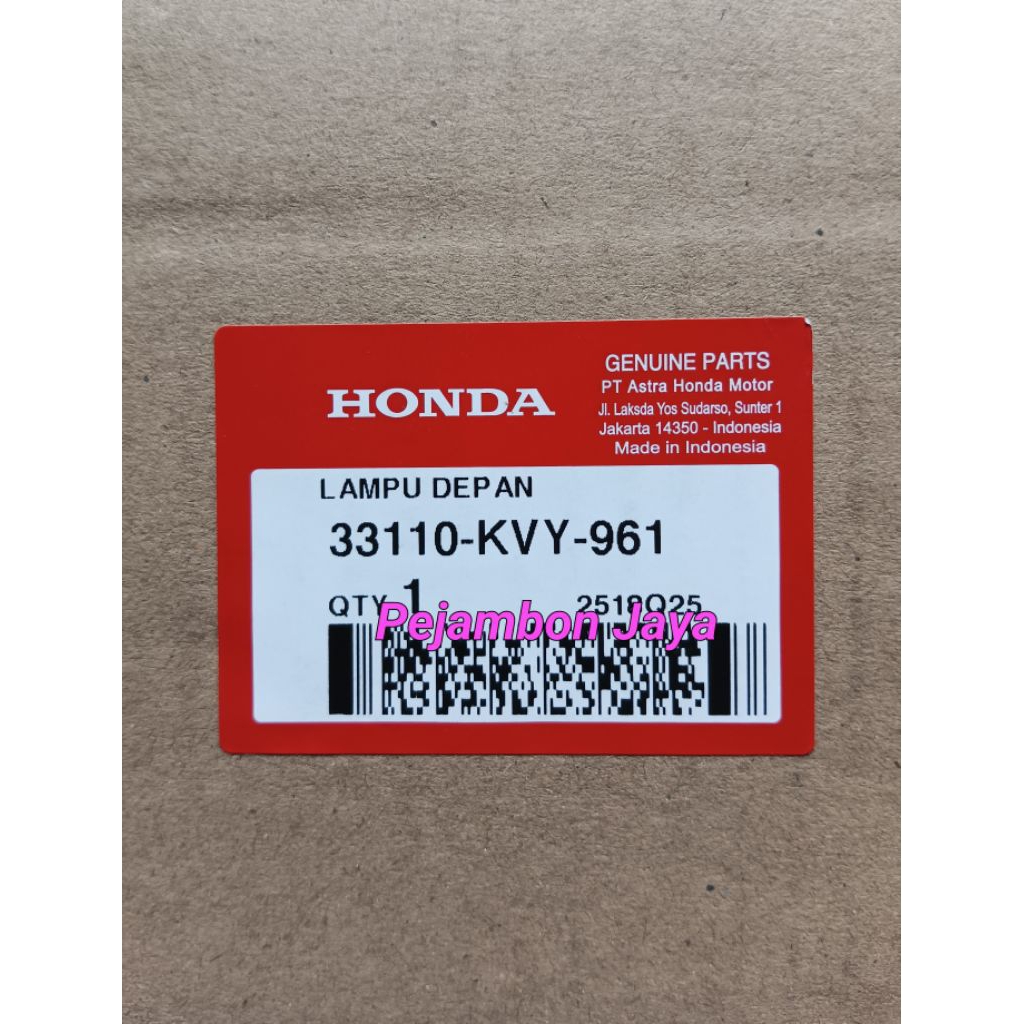 HONDA
GENUINE PARTS
PT Astra Honda Motor
Jl. Laksda Yos Sudarso, Sunter 1
Jakarta 14350 - Indonesia
Made in Indonesia
LAMPU DEPAN
33110-KVY-961
QTY 1
Pejambon Jaya